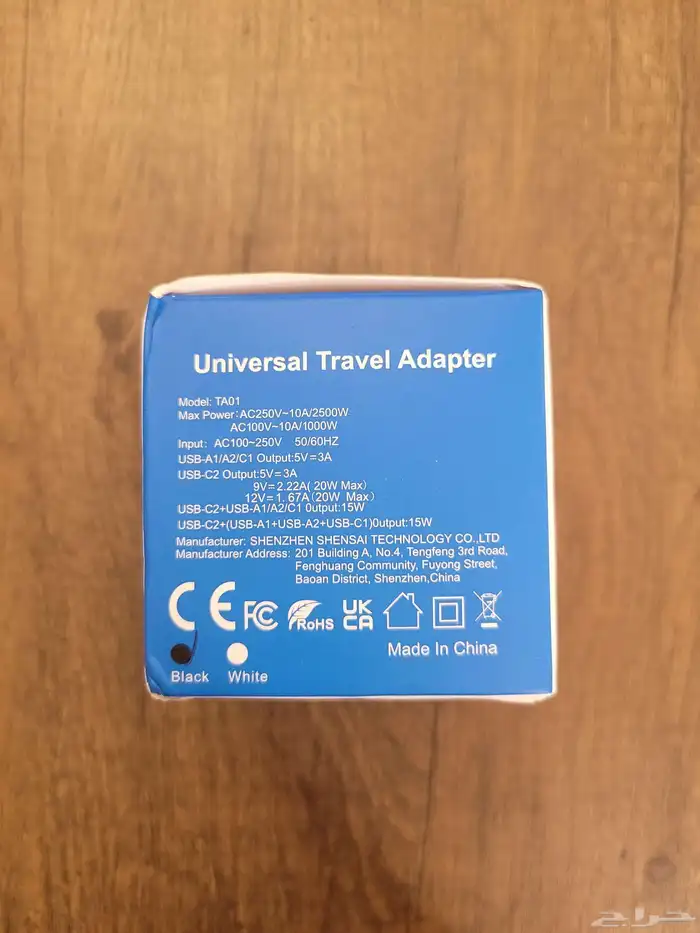 Universal Travel Adapter
Model: TA01
Max Power:AC250V~10A/2500W
AC100V~10A/1000W
Input: AC100~250V 50/60HZ
USB-A1/A2/C1 Output:5V=3A
USB-C2 Output:5V=3A
9V=2.22A( 20W Max)
12V=1.67A(20W Max)
USB-C2+USB-A1/A2/C1 0utput:15W
USB-C2+(USB-A1+USB-A2+USB-C1)0utput:15W
Manufacturer: SHENZHEN SHENSAI TECHNOLOGY CO.,LTD
Manufacturer Address: 201 Building A, No.4, Tengfeng 3rd Road,
Fenghuang Community, Fuyong Street,
Baoan District, Shenzhen,China
CE FC RoHS UK
CA
Made In China
Black White
حراج